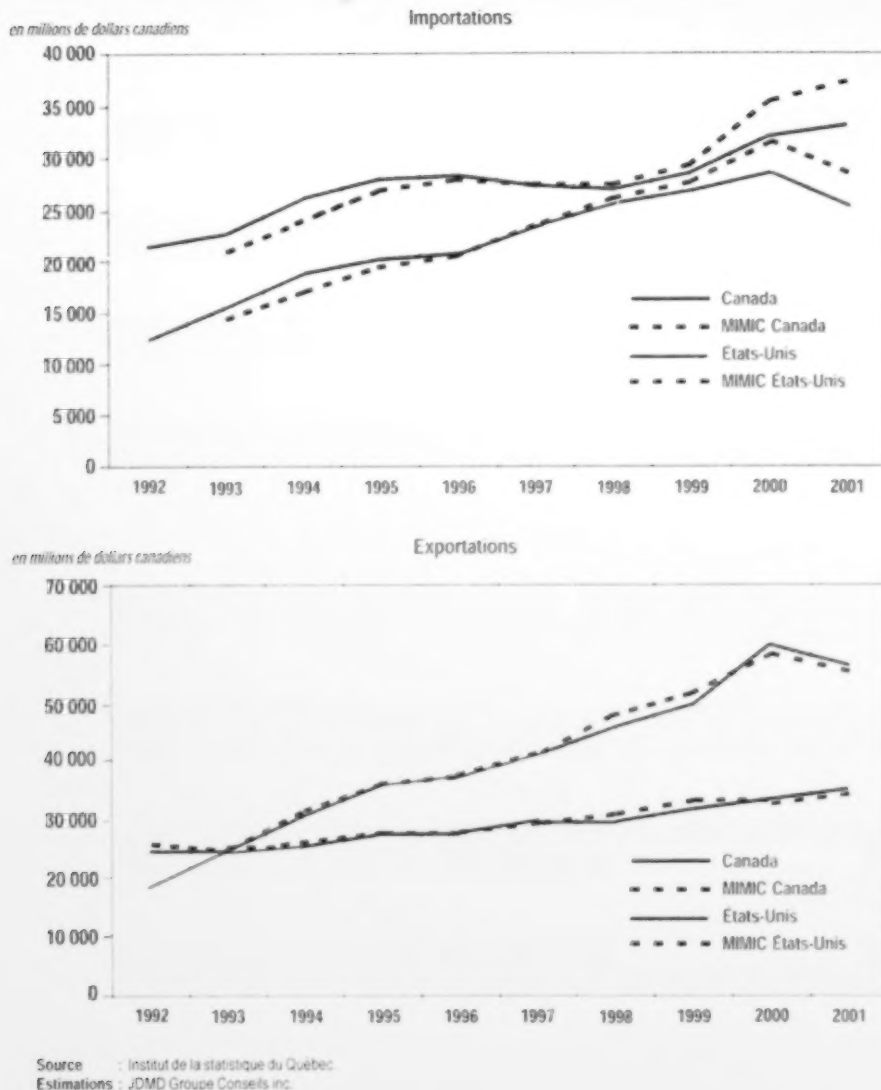 Importations
en millions de dollars canadiens
40 000
35 000
30 000
25 000
20 000
15 000
10 000
5 000
0
Canada
MIMIC Canada
États-Unis
MIMIC États-Unis
1992 1993 1994 1995 1996 1997 1998 1999 2000 2001
Exportations
en millions de dollars canadiens
70 000
60 000
50 000
40 000
30 000
20 000
10 000
0
Canada
MIMIC Canada
États-Unis
MIMIC États-Unis
1992 1993 1994 1995 1996 1997 1998 1999 2000 2001
Source : Institut de la statistique du Québec.
Estimations : JDMD Groupe Conseils inc.